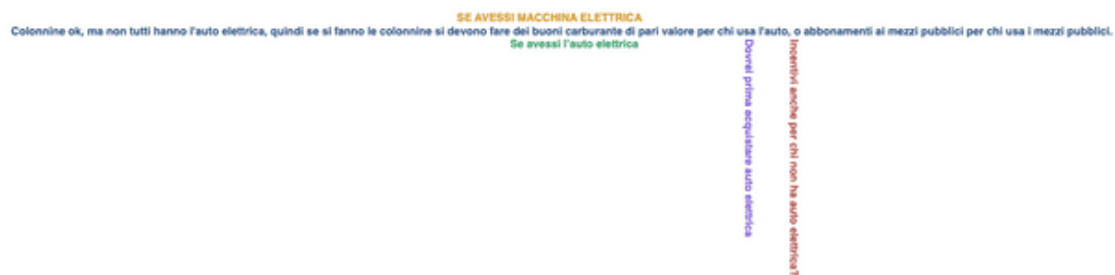 SE AVESSI MACCHINA ELETTRICA
Colonnine ok, ma non tutti hanno l'auto elettrica, quindi se si fanno le colonnine si devono fare dei buoni carburante di pari valore per chi usa l'auto, o abbonamenti ai mezzi pubblici per chi usa i mezzi pubblici.
Se avessi l'auto elettrica
Dovrei prima acquistare auto elettrica
Incentivi anche per chi non ha auto elettrica?